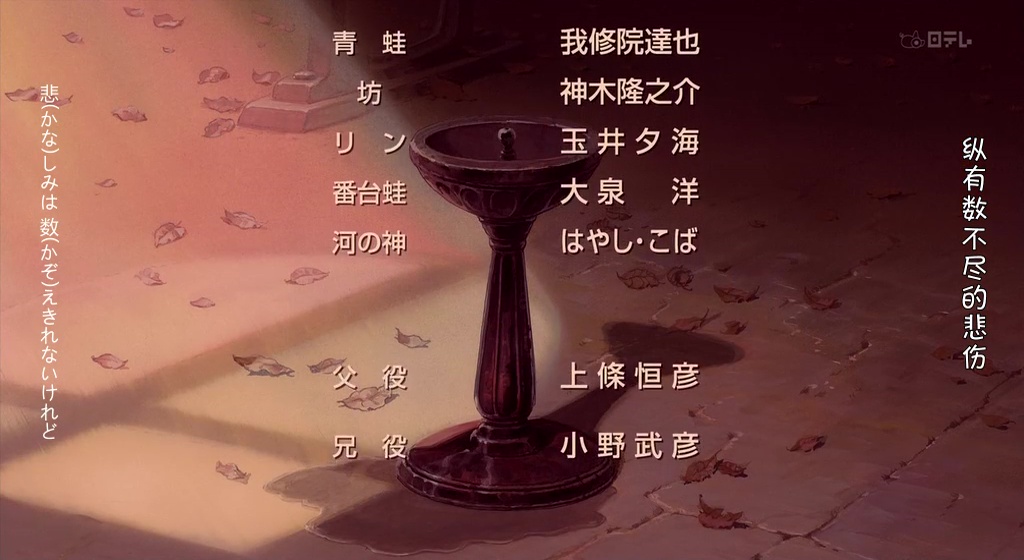 青蛙 我修院達也
坊 神木隆之介
リン 玉井夕海
番台蛙 大泉 洋
河の神 はやし・こば
父役 上條恒彦
兄役 小野武彦
悲(かな)しみは 数(かぞ)えきれないけれど
纵有数不尽的悲伤
日テレ